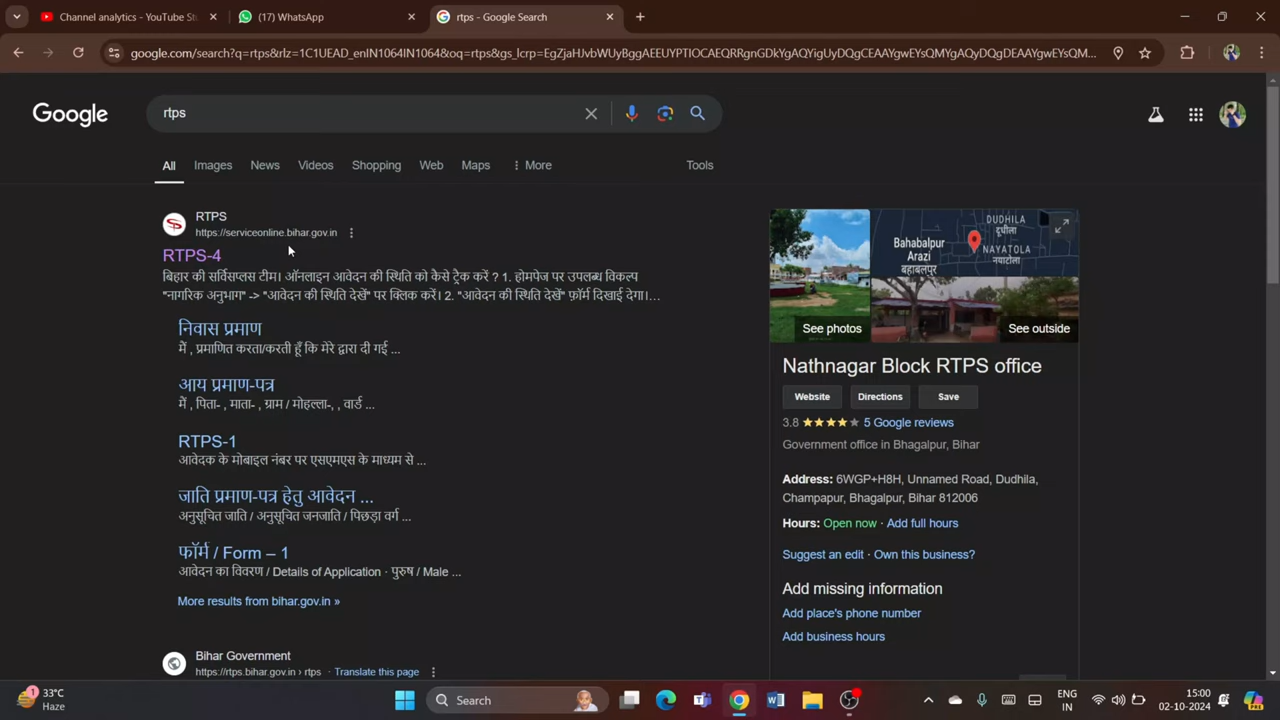 Channel analytics - YouTube St
(17) WhatsApp
rtps - Google Search
google.com/search?q=rtps&rlz=1C1UEAD_enIN1064IN1064&oq=rtps&gs_lcrp=EgZjaHJvbWUyBggAEEUYPTIOCAEQRRgnGDkYgAQYigUyDQgCEAAYgwEYsQMYgAQyDQgDEAAYgwEYsQM...
Google
rtps
All
Images
News
Videos
Shopping
Web
Maps
More
Tools
RTPS
https://serviceonline.bihar.gov.in
RTPS-4
बिहार की सर्विसप्लस टीम। ऑनलाइन आवेदन की स्थिति को कैसे ट्रेक करें ? 1. होमपेज पर उपलब्ध विकल्प
"नागरिक अनुभाग" -> "आवेदन की स्थिति देखें" पर क्लिक करें। 2. "आवेदन की स्थिति देखें" फ़ॉर्म दिखाई देगा।...
निवास प्रमाण
में , प्रमाणित करता/करती हूँ कि मेरे द्वारा दी गई ...
आय प्रमाण-पत्र
में , पिता- , माता- , ग्राम / मोहल्ला-, , वार्ड ...
RTPS-1
आवेदक के मोबाइल नंबर पर एसएमएस के माध्यम से ...
जाति प्रमाण-पत्र हेतु आवेदन ...
अनुसूचित जाति / अनुसूचित जनजाति / पिछड़ा वर्ग ...
फॉर्म / Form – 1
आवेदन का विवरण / Details of Application · पुरुष / Male ...
More results from bihar.gov.in »
Bihar Government
https://rtps.bihar.gov.in › rtps · Translate this page
DUDHILA
दूधीला
Bahabalpur
Arazi
बहाबलपुर
NAYATOLA
नयाटोला
See photos
See outside
Nathnagar Block RTPS office
Website
Directions
Save
3.8 ★★★★★ 5 Google reviews
Government office in Bhagalpur, Bihar
Address: 6WGP+H8H, Unnamed Road, Dudhila,
Champapur, Bhagalpur, Bihar 812006
Hours: Open now · Add full hours
Suggest an edit · Own this business?
Add missing information
Add place's phone number
Add business hours
1
33°C
Haze
Search
ENG
IN
15:00
02-10-2024
PRE